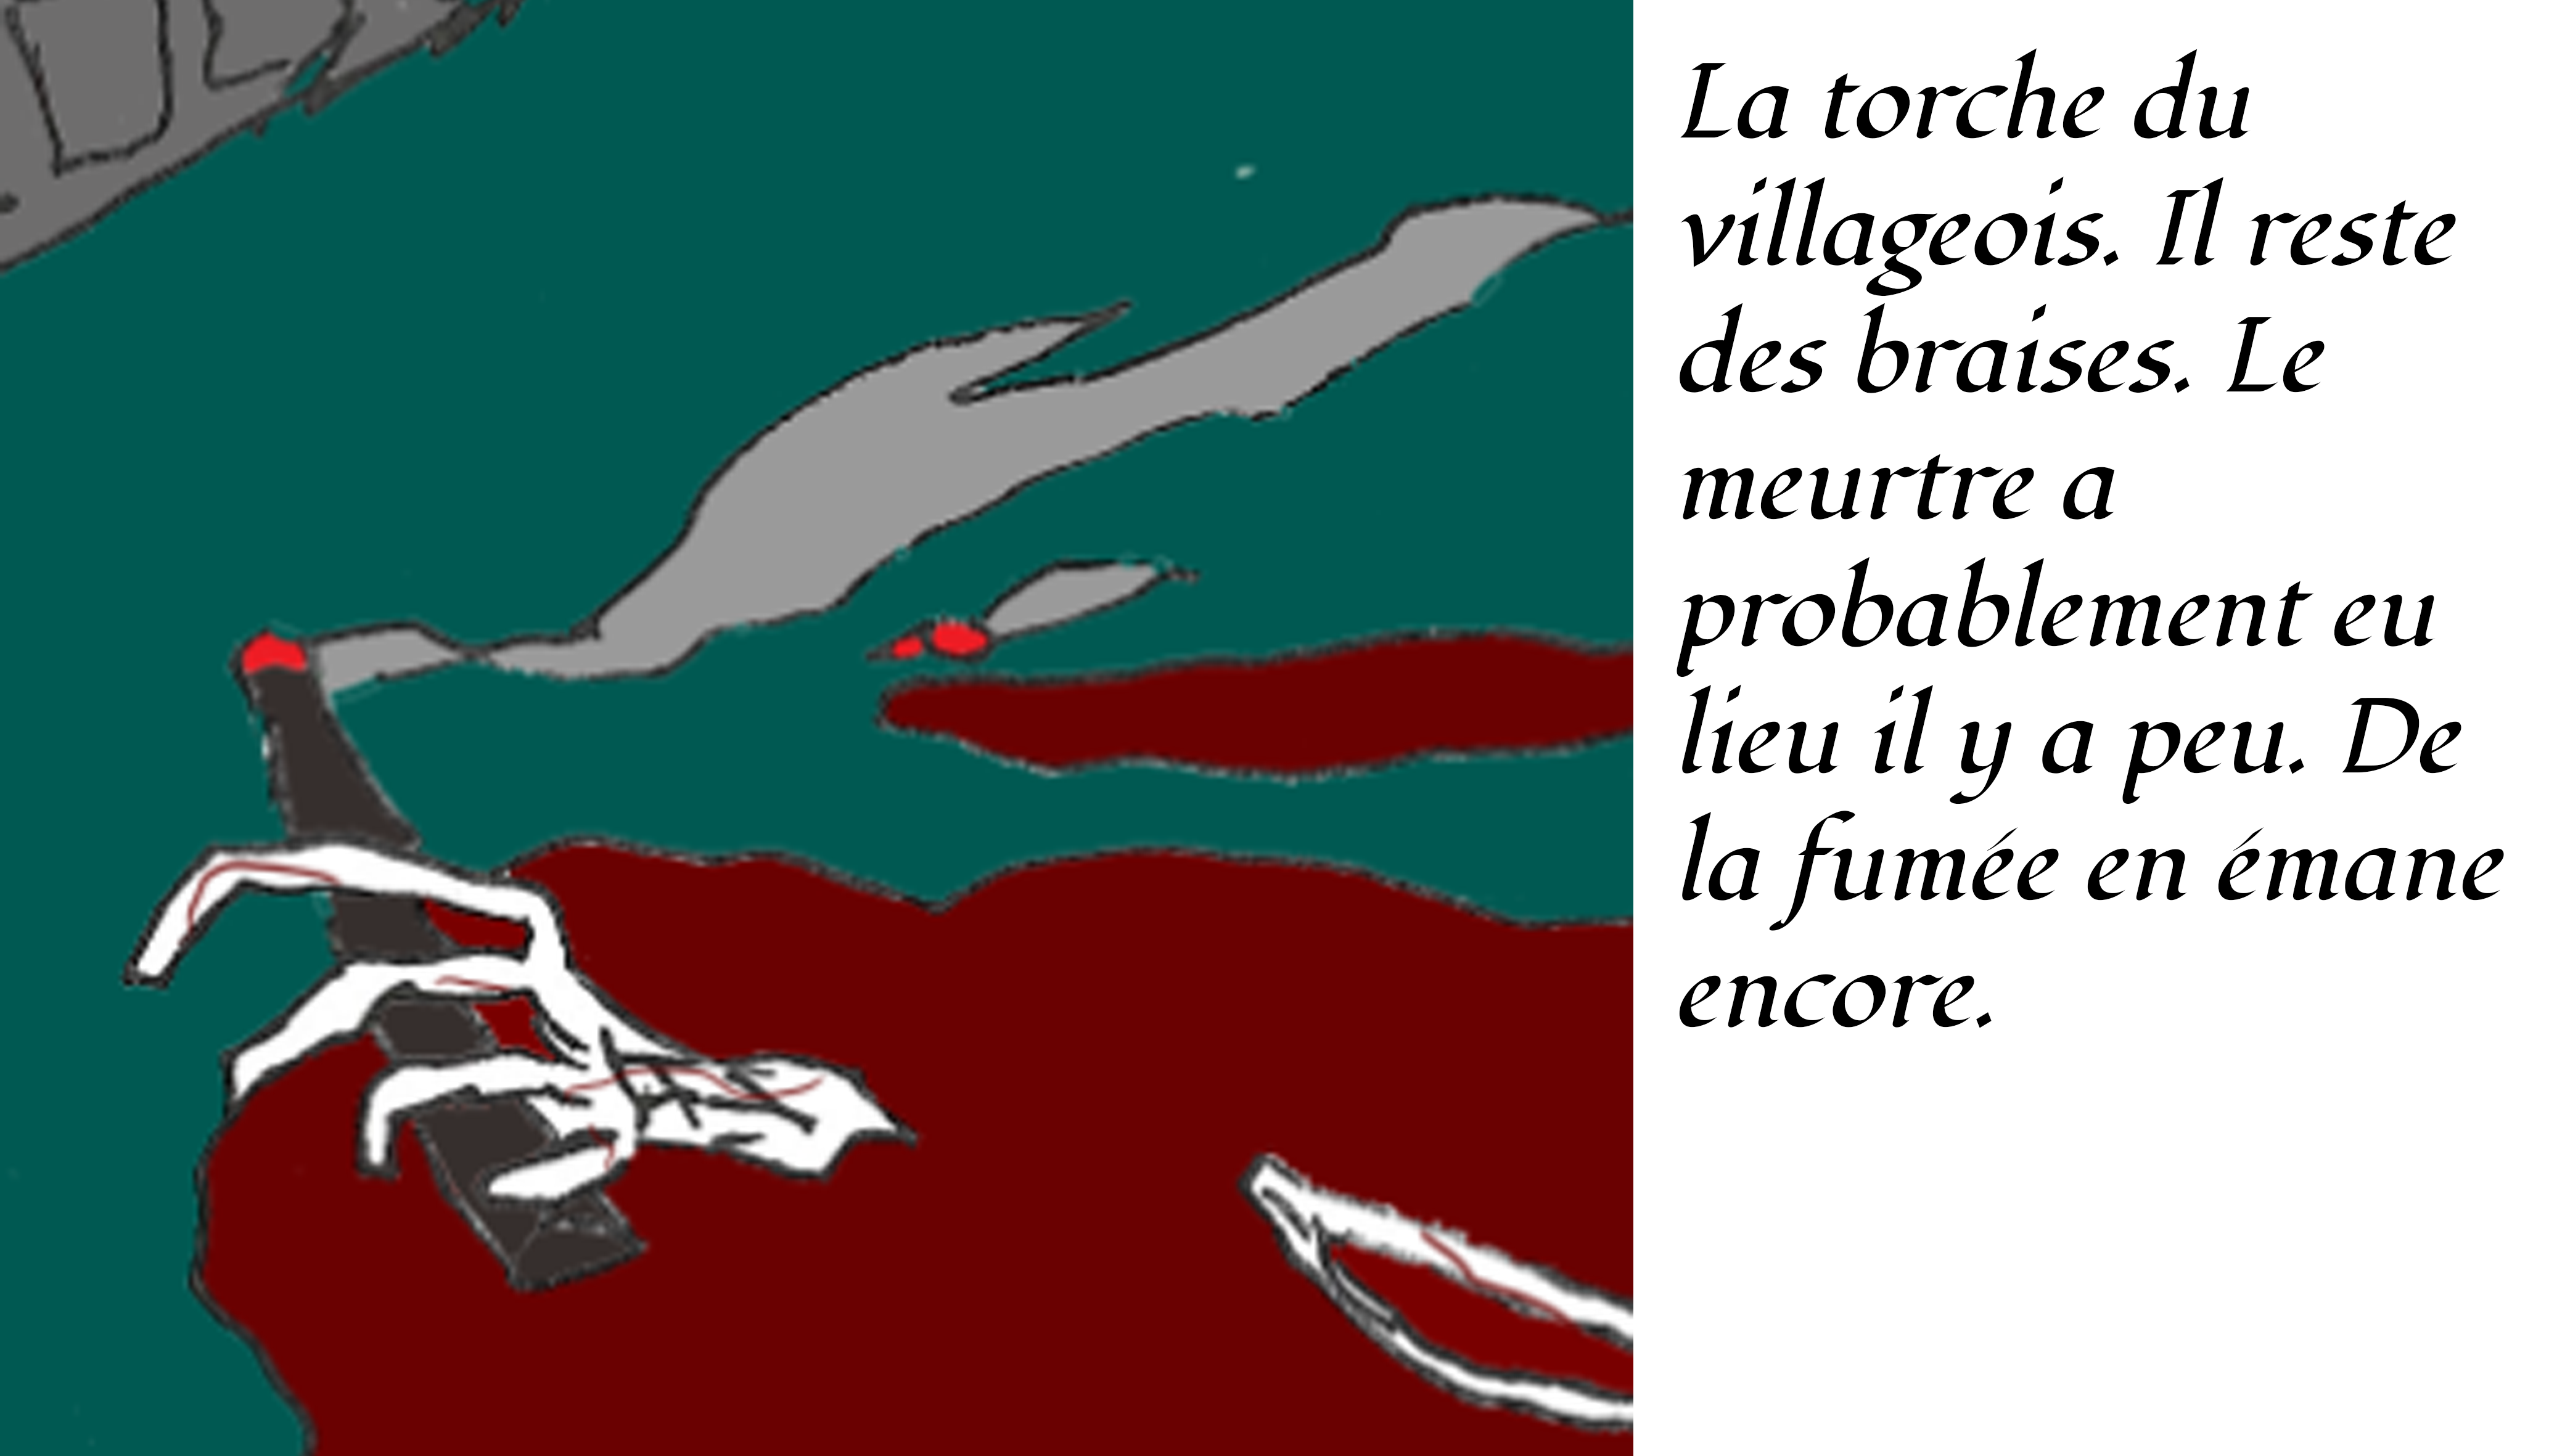 La torche du
villageois. Il reste
des braises. Le
meurtre a
probablement eu
lieu il y a peu. De
la fumée en émane
encore.